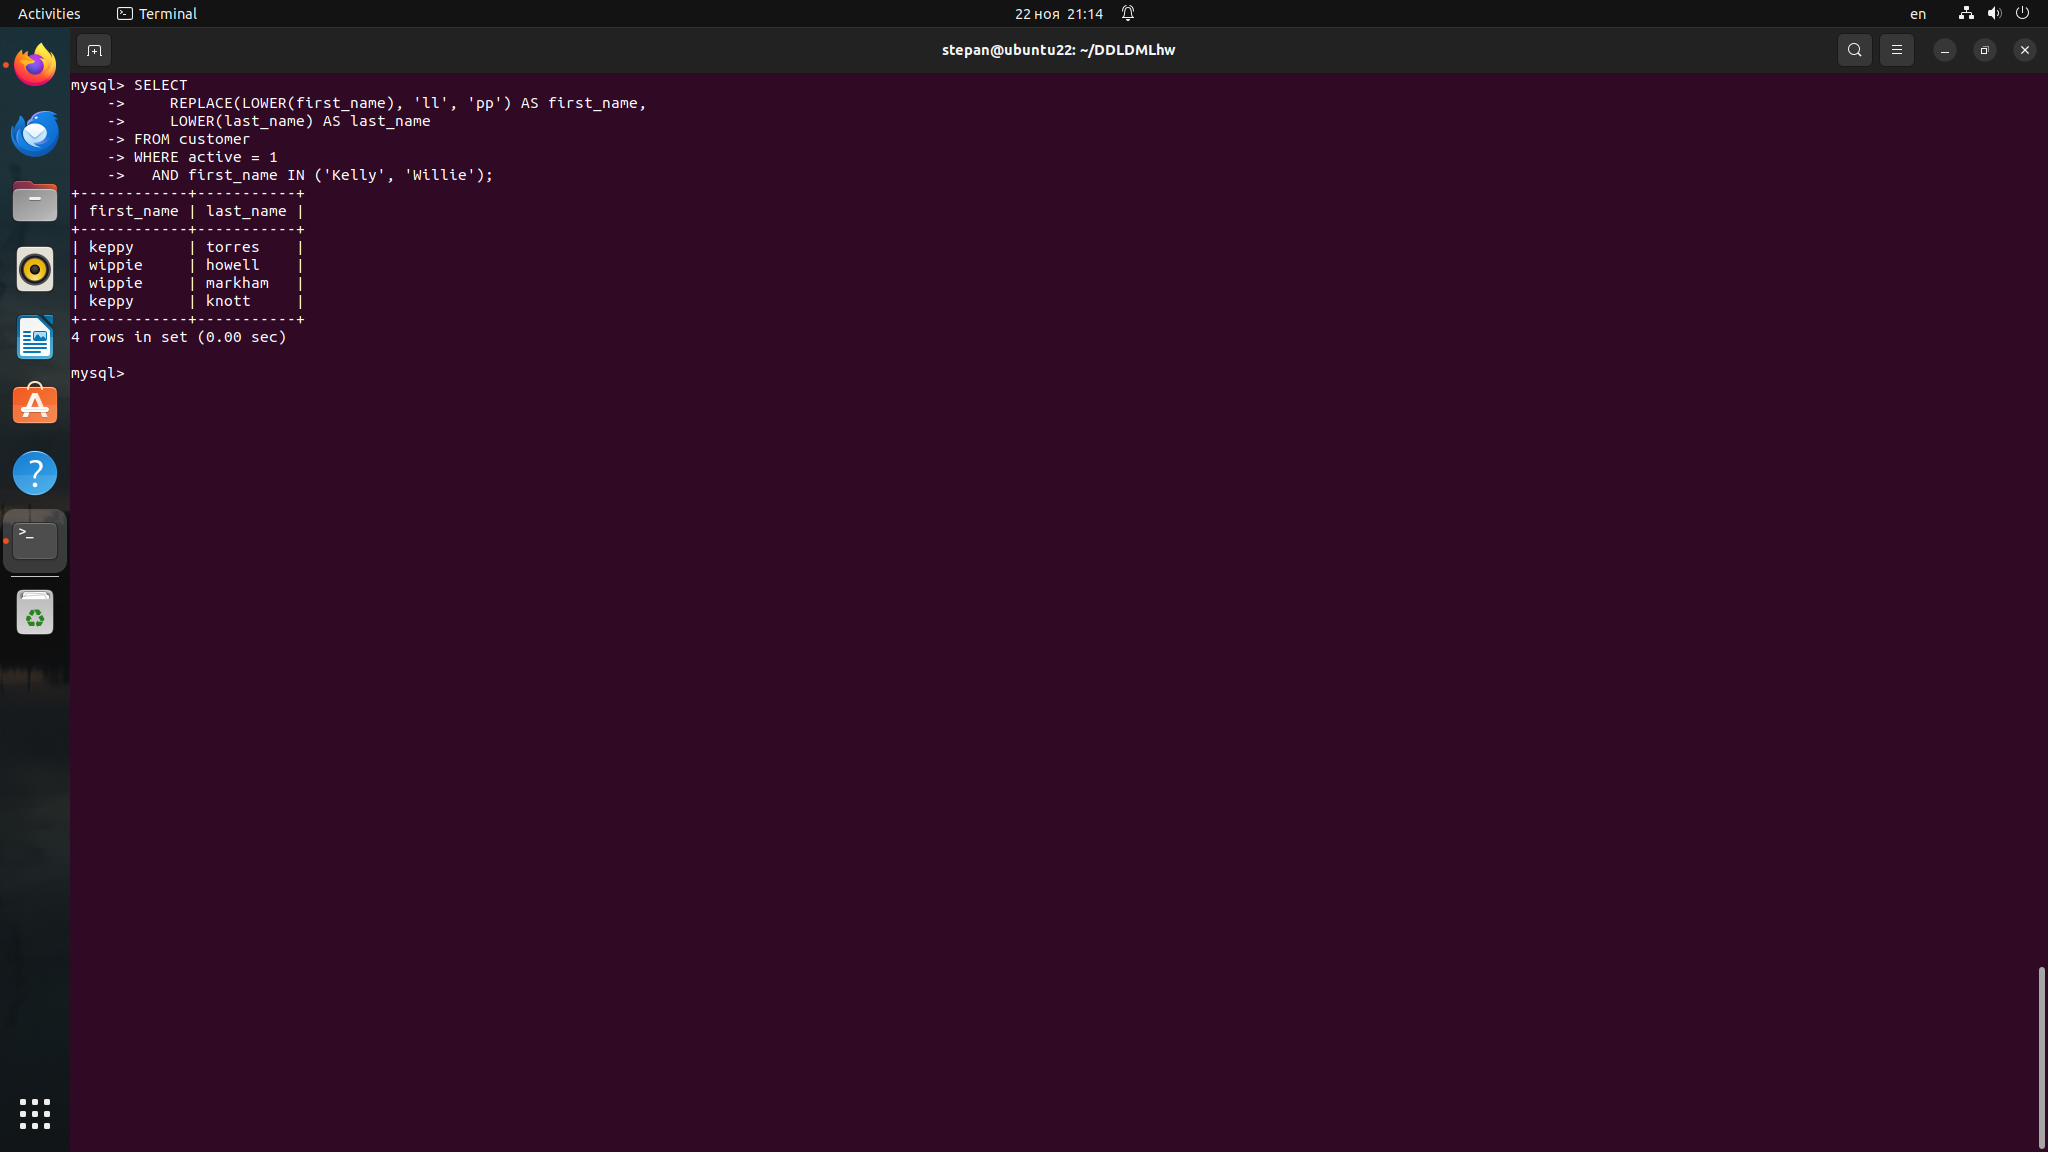 Activities Terminal 22 ноя 21:14 en
stepan@ubuntu22: ~/DDLDMLhw
mysql> SELECT
    ->     REPLACE(LOWER(first_name), 'll', 'pp') AS first_name,
    ->     LOWER(last_name) AS last_name
    -> FROM customer
    -> WHERE active = 1
    ->   AND first_name IN ('Kelly', 'Willie');
+------------+-----------+
| first_name | last_name |
+------------+-----------+
| keppy      | torres    |
| wippie     | howell    |
| wippie     | markham   |
| keppy      | knott     |
+------------+-----------+
4 rows in set (0.00 sec)

mysql>